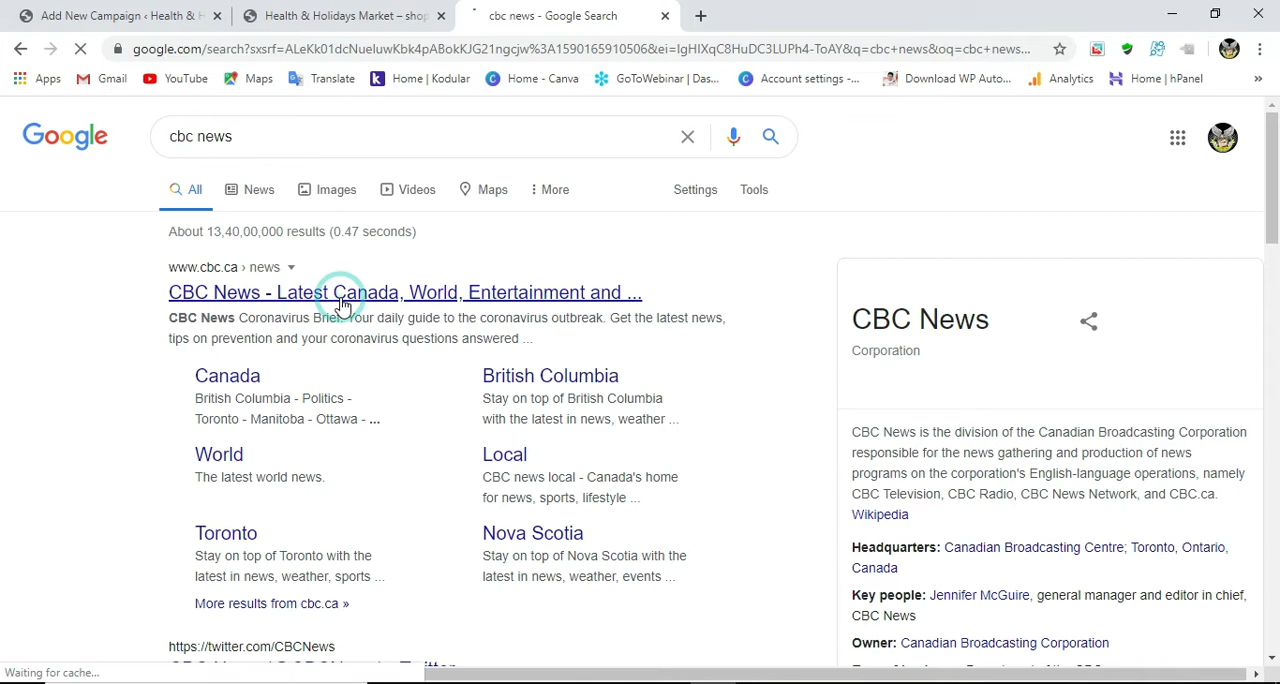 Add New Campaign ‹ Health & H
Health & Holidays Market – shop
cbc news - Google Search
google.com/search?sxsrf=ALeKk01dcNueluwKbk4pABokKJG21ngcjw%3A1590165910506&ei=lgHIXqC8HuDC3LUPh4-ToAY&q=cbc+news&oq=cbc+news...
Apps Gmail YouTube Maps Translate Home | Kodular Home - Canva GoToWebinar | Das... Account settings -... Download WP Auto... Analytics Home | hPanel »
Google
cbc news
All News Images Videos Maps More Settings Tools
About 13,40,00,000 results (0.47 seconds)
www.cbc.ca › news
CBC News - Latest Canada, World, Entertainment and ...
CBC News Coronavirus Brief. Your daily guide to the coronavirus outbreak. Get the latest news,
tips on prevention and your coronavirus questions answered ...
Canada
British Columbia - Politics -
Toronto - Manitoba - Ottawa - ...
British Columbia
Stay on top of British Columbia
with the latest in news, weather ...
World
The latest world news.
Local
CBC news local - Canada's home
for news, sports, lifestyle ...
Toronto
Stay on top of Toronto with the
latest in news, weather, sports ...
Nova Scotia
Stay on top of Nova Scotia with the
latest in news, weather, events ...
More results from cbc.ca »
https://twitter.com/CBCNews
CBC News
Corporation
CBC News is the division of the Canadian Broadcasting Corporation
responsible for the news gathering and production of news
programs on the corporation's English-language operations, namely
CBC Television, CBC Radio, CBC News Network, and CBC.ca.
Wikipedia
Headquarters: Canadian Broadcasting Centre; Toronto, Ontario,
Canada
Key people: Jennifer McGuire, general manager and editor in chief,
CBC News
Owner: Canadian Broadcasting Corporation
Waiting for cache...